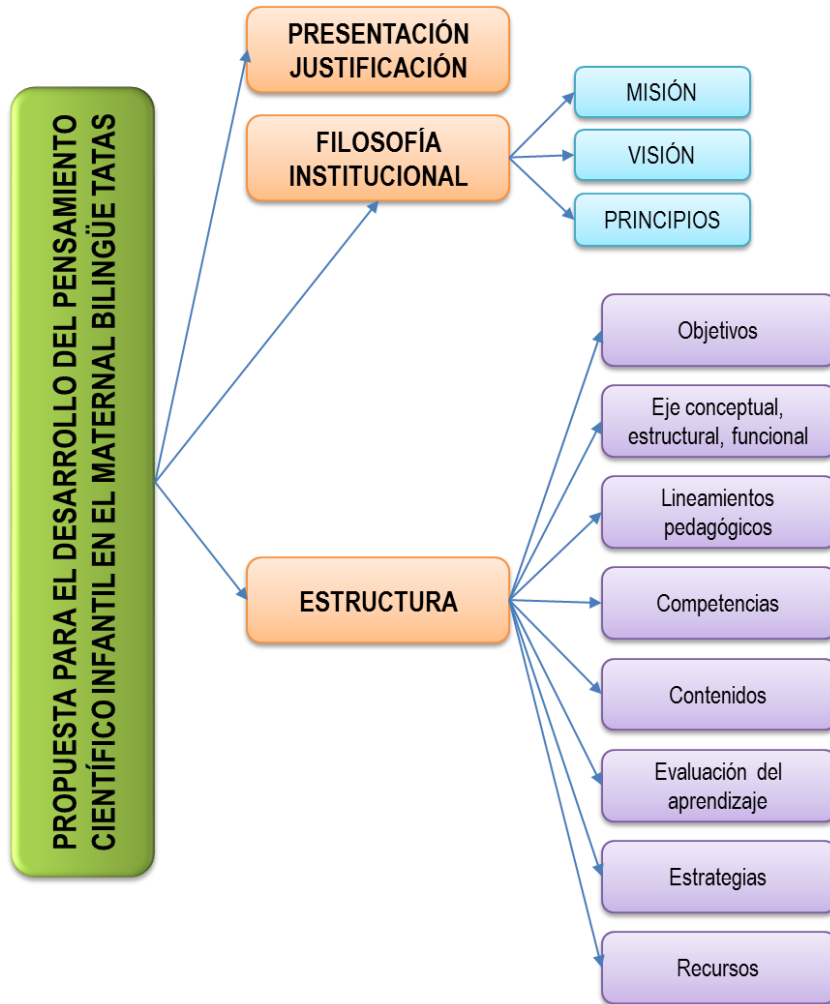 PROPUESTA PARA EL DESARROLLO DEL PENSAMIENTO
CIENTÍFICO INFANTIL EN EL MATERNAL BILINGÜE TATAS
PRESENTACIÓN
JUSTIFICACIÓN
FILOSOFÍA
INSTITUCIONAL
MISIÓN
VISIÓN
PRINCIPIOS
ESTRUCTURA
Objetivos
Eje conceptual,
estructural, funcional
Lineamientos
pedagógicos
Competencias
Contenidos
Evaluación del
aprendizaje
Estrategias
Recursos